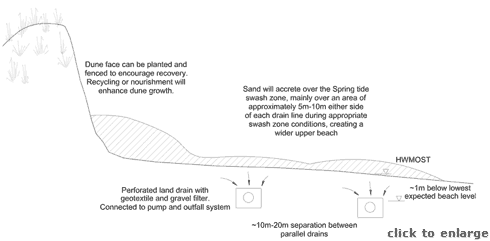 Dune face can be planted and
fenced to encourage recovery.
Recycling or nourishment will
enhance dune growth.
Sand will accrete over the Spring tide
swash zone, mainly over an area of
approximately 5m-10m either side
of each drain line during appropriate
swash zone conditions, creating a
wider upper beach
HWMOST
Perforated land drain with
geotextile and gravel filter.
Connected to pump and outfall system
~1m below lowest
expected beach level
~10m-20m separation between
parallel drains
click to enlarge